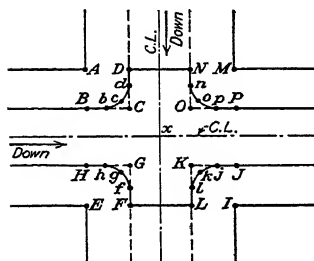 C.L.
Down
A D N M
d n
B b c C O o p P
x C.L.
Down
H h g G K k j J
f l
E F L I